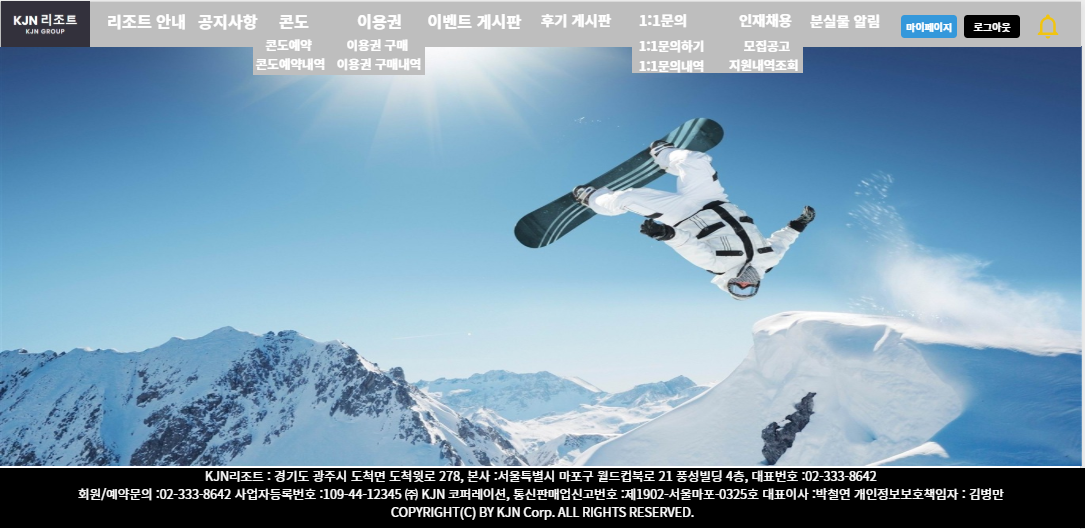 KJN 리조트
KJN GROUP
리조트 안내 공지사항 콘도 이용권 이벤트 게시판 후기 게시판 1:1문의 인재채용 분실물 알림
마이페이지 로그아웃
콘도예약 이용권 구매 1:1문의하기 모집공고
콘도예약내역 이용권 구매내역 1:1문의내역 지원내역조회
KJN리조트 : 경기도 광주시 도척면 도척윗로 278, 본사 :서울특별시 마포구 월드컵북로 21 풍성빌딩 4층, 대표번호 :02-333-8642
회원/예약문의 :02-333-8642 사업자등록번호 :109-44-12345 ㈜ KJN 코퍼레이션, 통신판매업신고번호 :제1902-서울마포-0325호 대표이사 :박철연 개인정보보호책임자 : 김병만
COPYRIGHT(C) BY KJN Corp. ALL RIGHTS RESERVED.